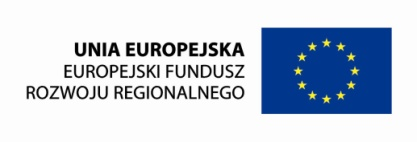 UNIA EUROPEJSKA
EUROPEJSKI FUNDUSZ
ROZWOJU REGIONALNEGO